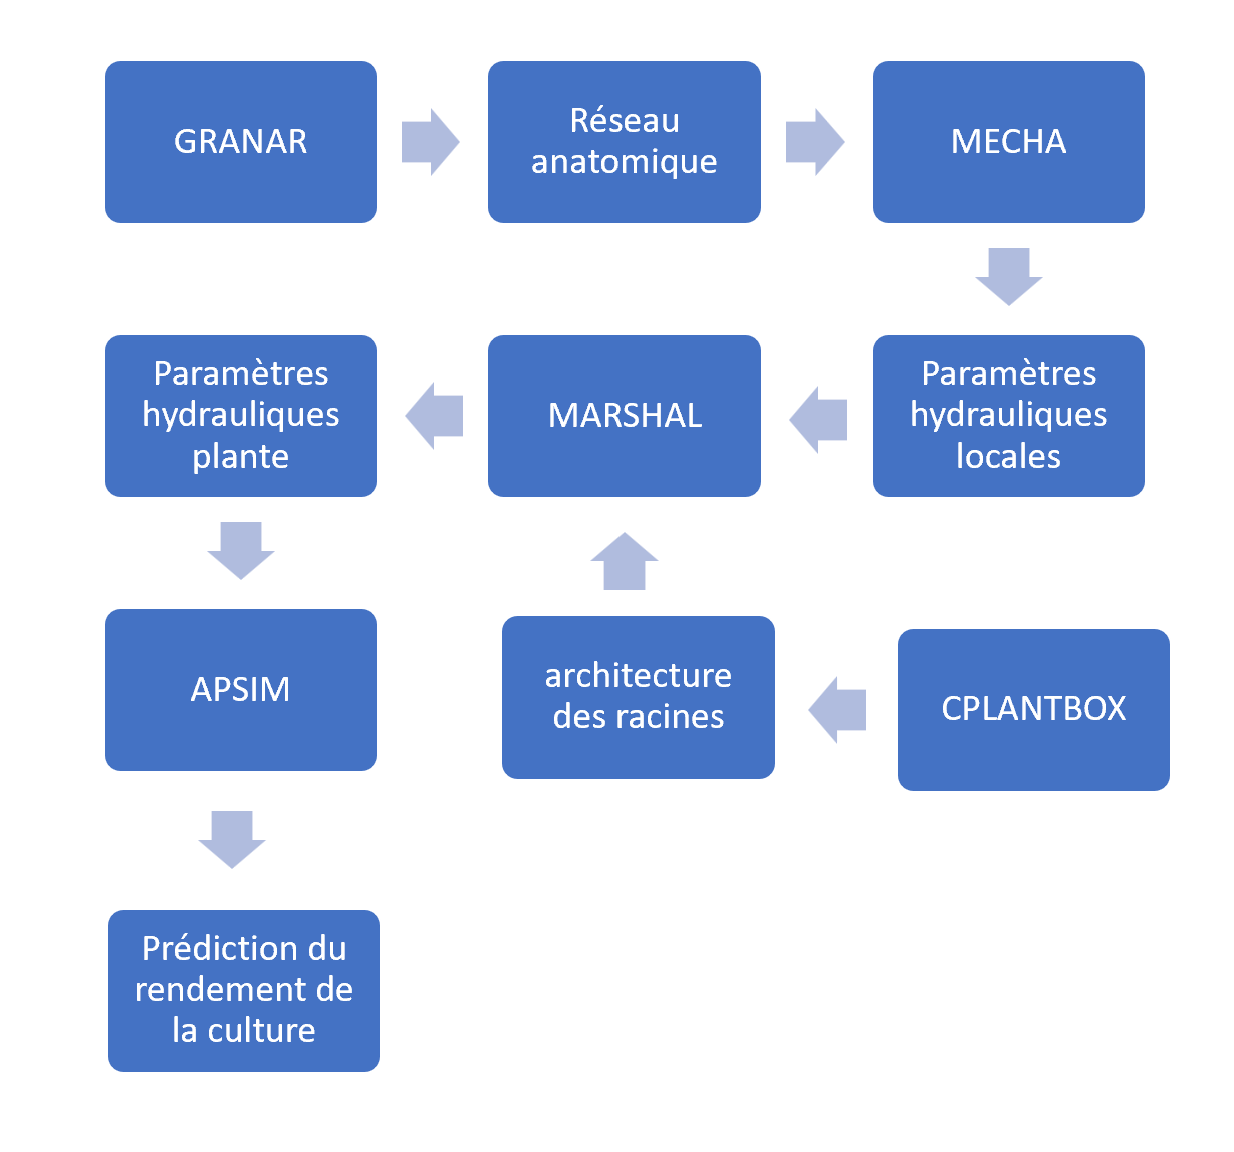 GRANAR
Réseau
anatomique
MECHA
Paramètres
hydrauliques
plante
MARSHAL
Paramètres
hydrauliques
locales
APSIM
architecture
des racines
CPLANTBOX
Prédiction du
rendement de
la culture